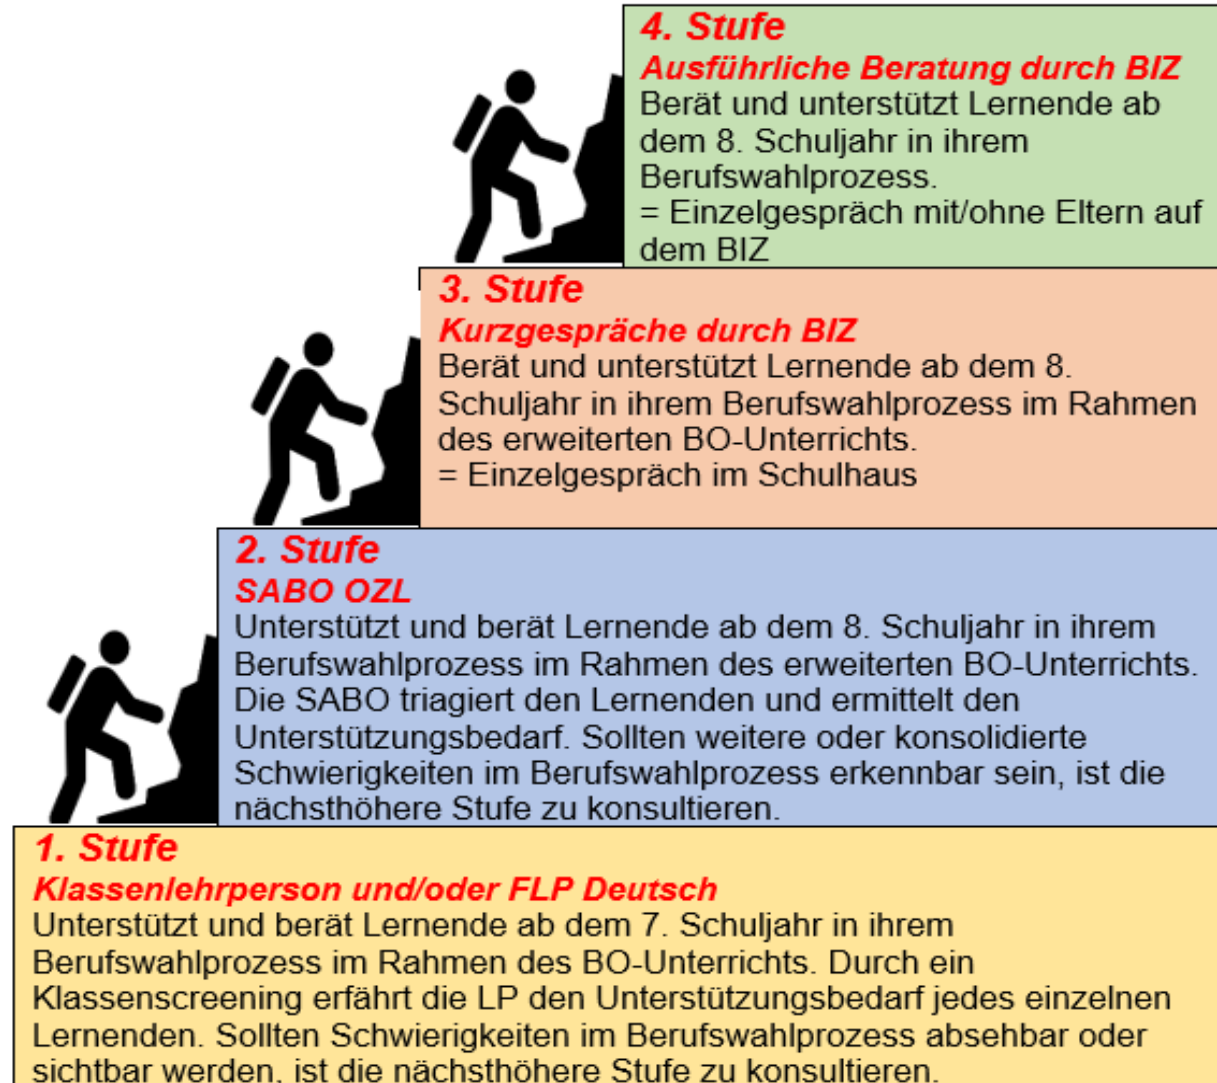 4. Stufe
Ausführliche Beratung durch BIZ
Berät und unterstützt Lernende ab
dem 8. Schuljahr in ihrem
Berufswahlprozess.
= Einzelgespräch mit/ohne Eltern auf
dem BIZ
3. Stufe
Kurzgespräche durch BIZ
Berät und unterstützt Lernende ab dem 8.
Schuljahr in ihrem Berufswahlprozess im Rahmen
des erweiterten BO-Unterrichts.
= Einzelgespräch im Schulhaus
2. Stufe
SABO OZL
Unterstützt und berät Lernende ab dem 8. Schuljahr in ihrem
Berufswahlprozess im Rahmen des erweiterten BO-Unterrichts.
Die SABO triagiert den Lernenden und ermittelt den
Unterstützungsbedarf. Sollten weitere oder konsolidierte
Schwierigkeiten im Berufswahlprozess erkennbar sein, ist die
nächsthöhere Stufe zu konsultieren.
1. Stufe
Klassenlehrperson und/oder FLP Deutsch
Unterstützt und berät Lernende ab dem 7. Schuljahr in ihrem
Berufswahlprozess im Rahmen des BO-Unterrichts. Durch ein
Klassenscreening erfährt die LP den Unterstützungsbedarf jedes einzelnen
Lernenden. Sollten Schwierigkeiten im Berufswahlprozess absehbar oder
sichtbar werden, ist die nächsthöhere Stufe zu konsultieren.